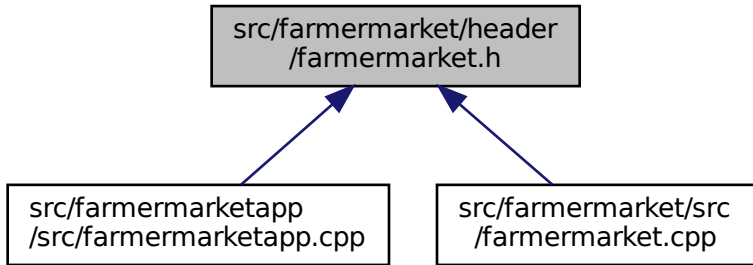 src/farmermarket/header
/farmermarket.h
src/farmermarketapp
/src/farmermarketapp.cpp
src/farmermarket/src
/farmermarket.cpp